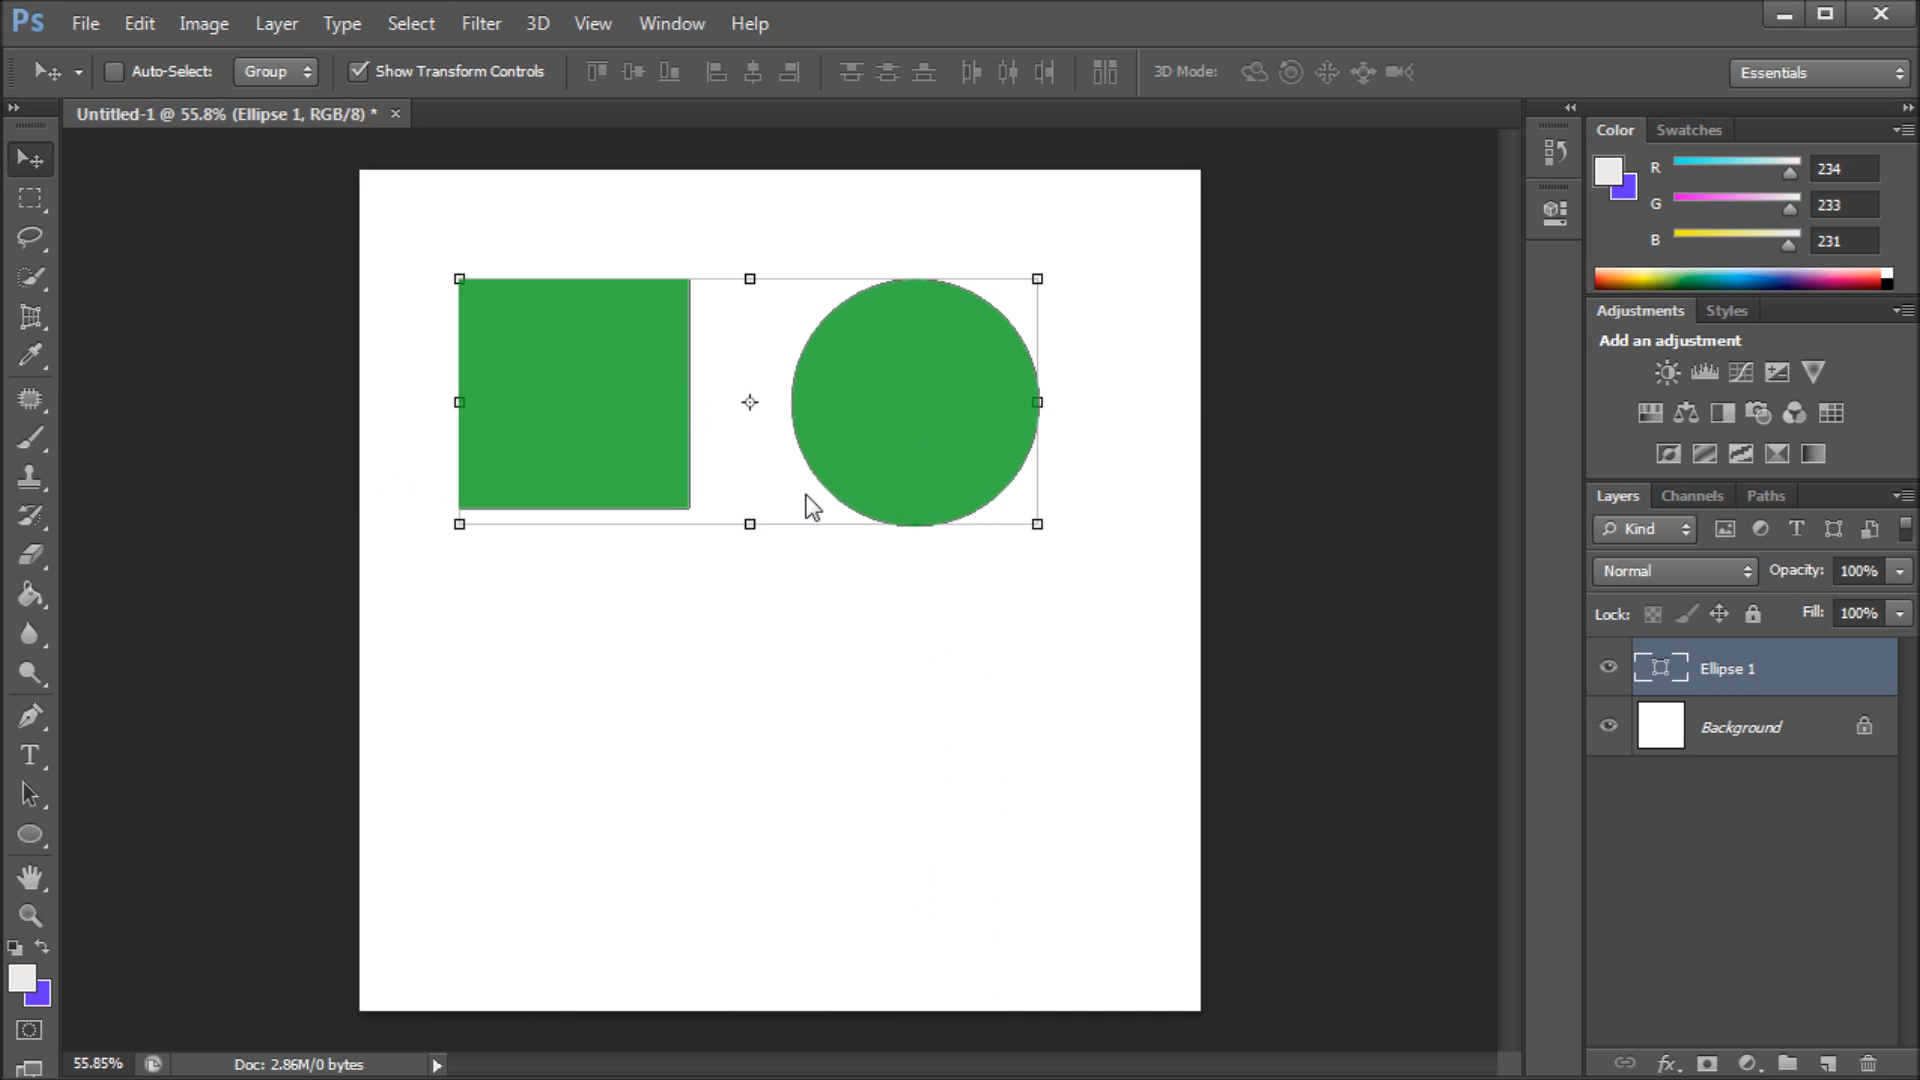 Ps File Edit Image Layer Type Select Filter 3D View Window Help
Auto-Select: Group Show Transform Controls 3D Mode: Essentials
Untitled-1 @ 55.8% (Ellipse 1, RGB/8) * ×
Color Swatches
R 234
G 233
B 231
Adjustments Styles
Add an adjustment
Layers Channels Paths
Kind T
Normal Opacity: 100%
Lock: Fill: 100%
Ellipse 1
Background
T
55.85% Doc: 2.86M/0 bytes
fx